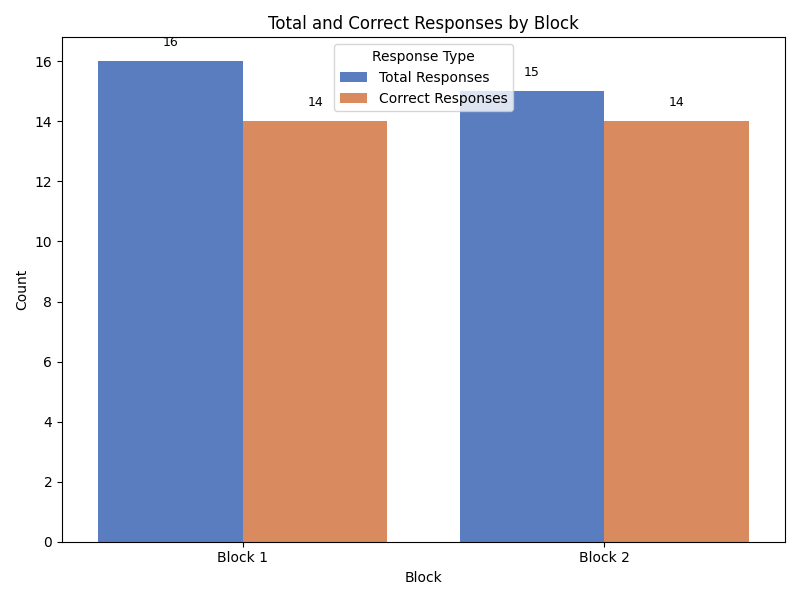 Total and Correct Responses by Block
16
14
15
14
Response Type
Total Responses
Correct Responses
Count
16
14
12
10
8
6
4
2
0
Block 1
Block 2
Block